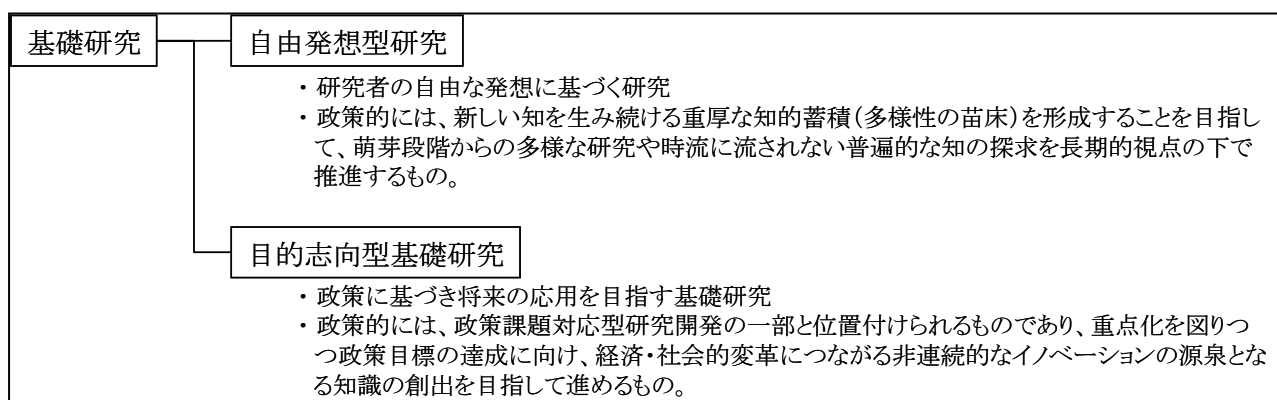 基礎研究
自由発想型研究
・研究者の自由な発想に基づく研究
・政策的には、新しい知を生み続ける重厚な知的蓄積(多様性の苗床)を形成することを目指し
て、萌芽段階からの多様な研究や時流に流されない普遍的な知の探求を長期的視点の下で
推進するもの。
目的志向型基礎研究
・政策に基づき将来の応用を目指す基礎研究
・政策的には、政策課題対応型研究開発の一部と位置付けられるものであり、重点化を図りつ
つ政策目標の達成に向け、経済・社会的変革につながる非連続的なイノベーションの源泉とな
る知識の創出を目指して進めるもの。